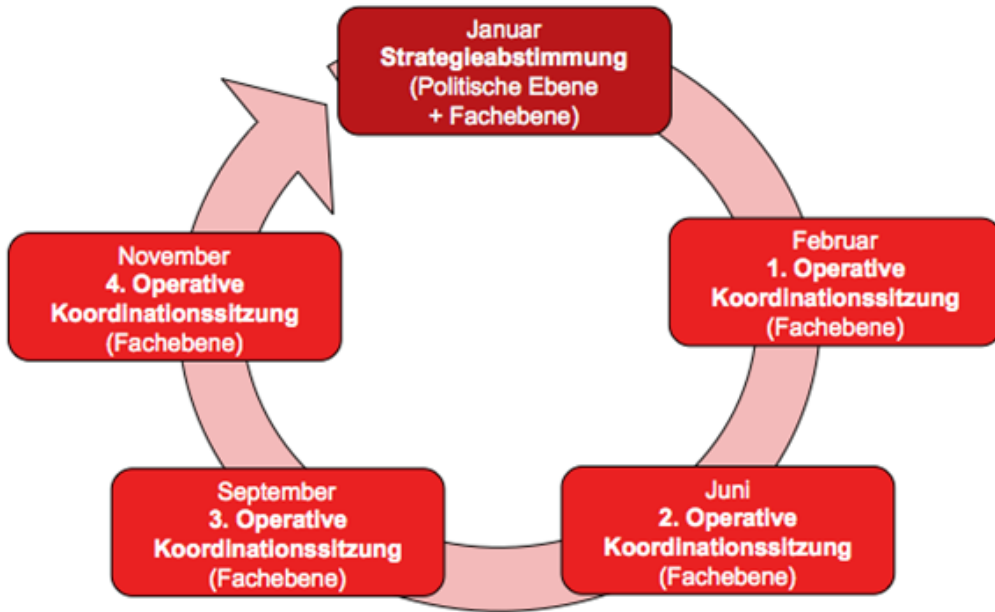 Januar
Strategieabstimmung
(Politische Ebene
+ Fachebene)
Februar
1. Operative
Koordinationssitzung
(Fachebene)
Juni
2. Operative
Koordinationssitzung
(Fachebene)
September
3. Operative
Koordinationssitzung
(Fachebene)
November
4. Operative
Koordinationssitzung
(Fachebene)